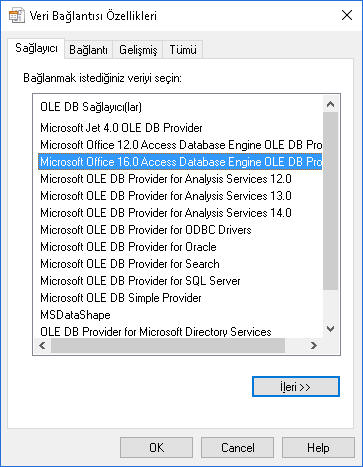 Veri Bağlantısı Özellikleri
Sağlayıcı Bağlantı Gelişmiş Tümü
Bağlanmak istediğiniz veriyi seçin:
OLE DB Sağlayıcı(lar)
Microsoft Jet 4.0 OLE DB Provider
Microsoft Office 12.0 Access Database Engine OLE DB Pro
Microsoft Office 16.0 Access Database Engine OLE DB Pro
Microsoft OLE DB Provider for Analysis Services 12.0
Microsoft OLE DB Provider for Analysis Services 13.0
Microsoft OLE DB Provider for Analysis Services 14.0
Microsoft OLE DB Provider for ODBC Drivers
Microsoft OLE DB Provider for Oracle
Microsoft OLE DB Provider for Search
Microsoft OLE DB Provider for SQL Server
Microsoft OLE DB Simple Provider
MSDataShape
OLE DB Provider for Microsoft Directory Services
İleri >>
OK Cancel Help